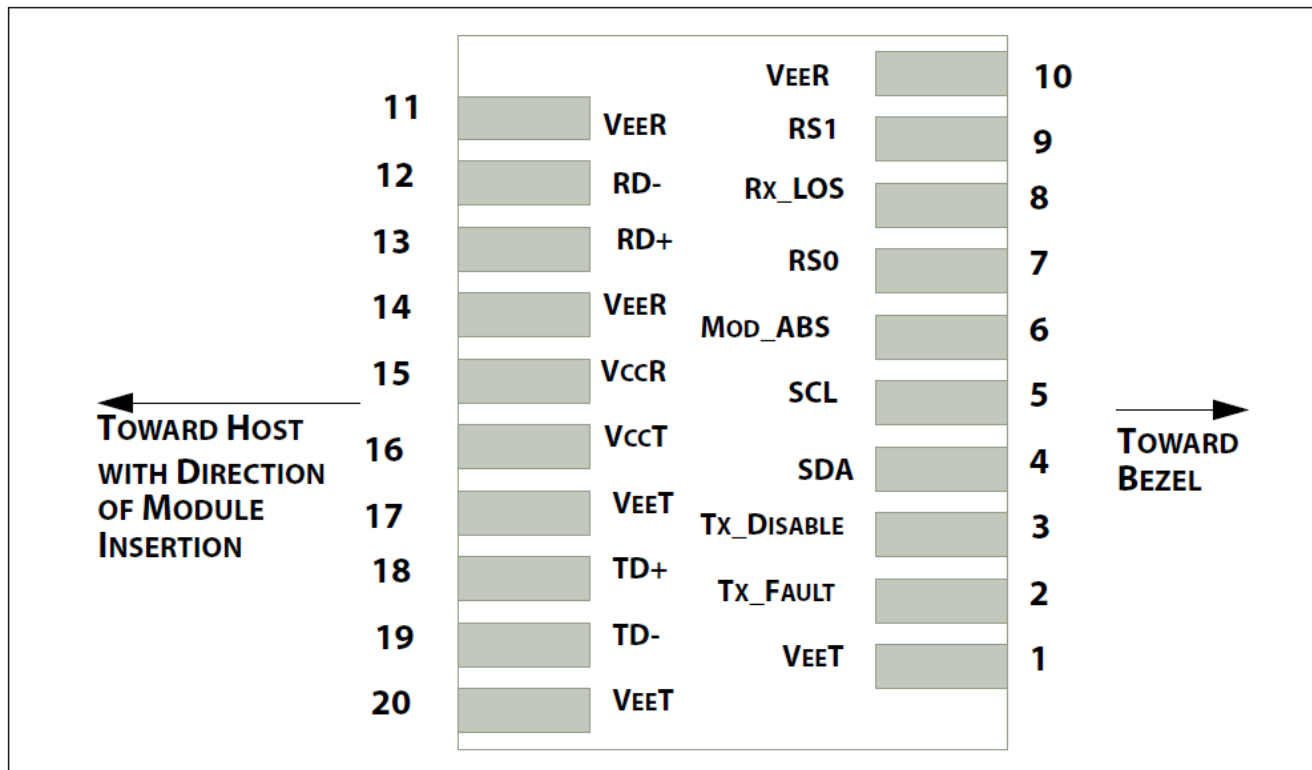 VEER
10
11
VEER
RS1
9
12
RD-
RX_LOS
8
13
RD+
RS0
7
14
VEER
MOD_ABS
6
15
VCCR
SCL
5
TOWARD HOST
WITH DIRECTION
OF MODULE
INSERTION
16
VCCT
SDA
4
TOWARD
BEZEL
17
VEET
TX_DISABLE
3
18
TD+
TX_FAULT
2
19
TD-
VEET
1
20
VEET